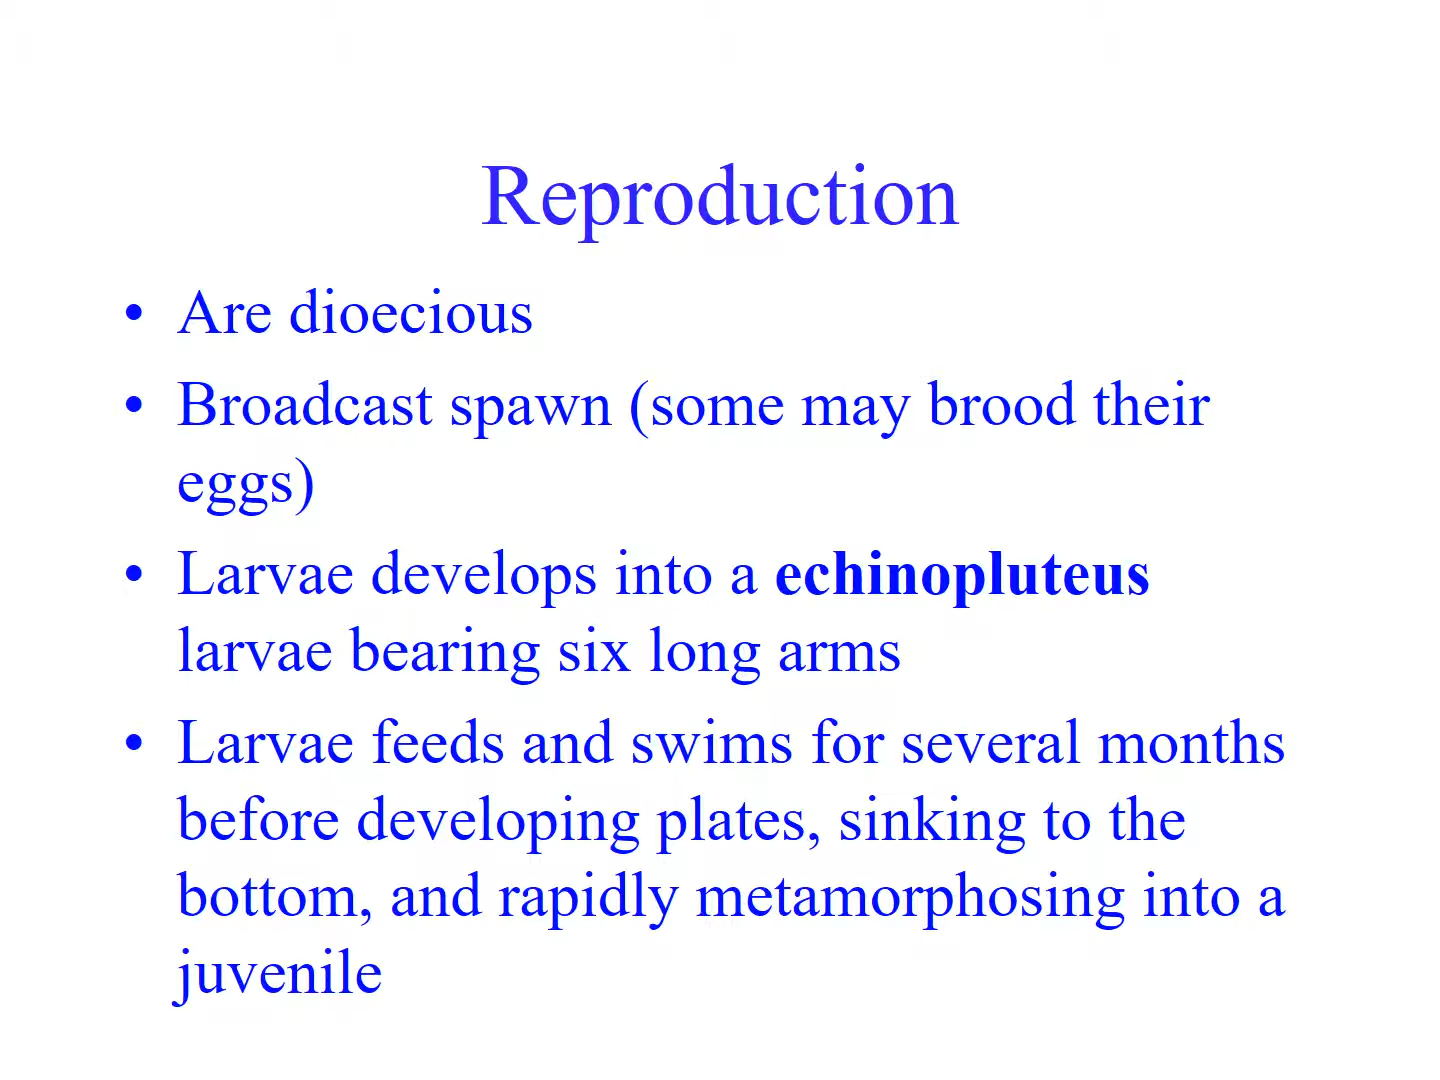 Reproduction
• Are dioecious
• Broadcast spawn (some may brood their
eggs)
• Larvae develops into a echinopluteus
larvae bearing six long arms
• Larvae feeds and swims for several months
before developing plates, sinking to the
bottom, and rapidly metamorphosing into a
juvenile